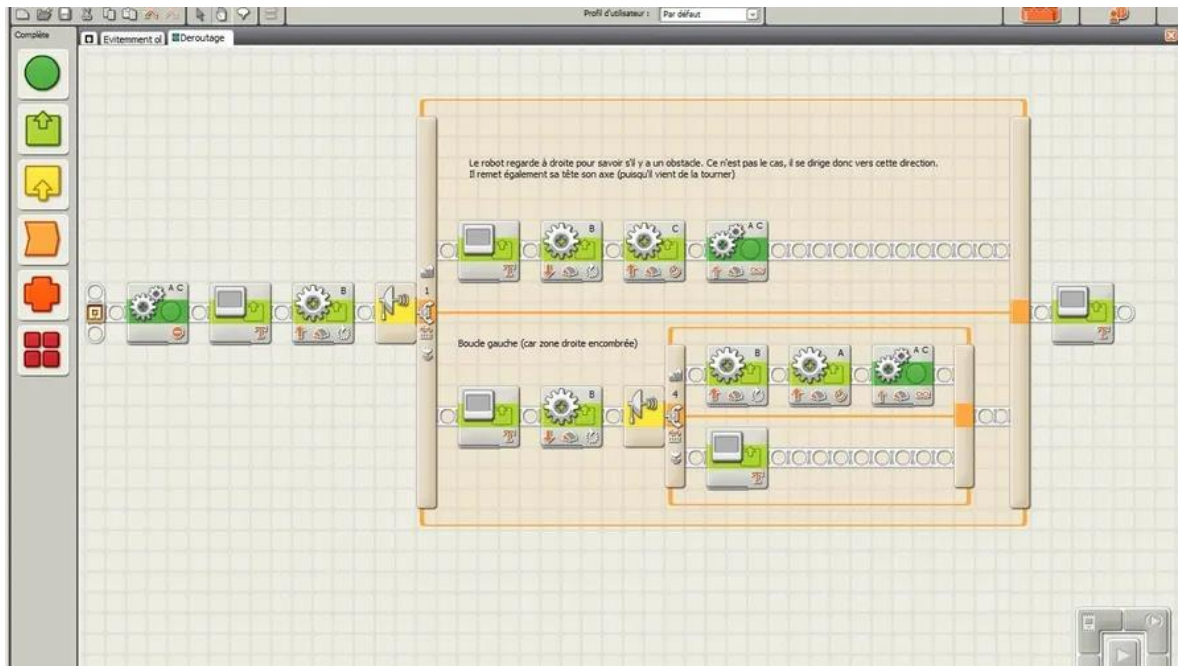 Profil d'utilisateur : Par défaut
Complète
Evitemment ol
Deroutage
Le robot regarde à droite pour savoir s'il y a un obstacle. Ce n'est pas le cas, il se dirige donc vers cette direction.
Il remet également sa tête son axe (puisqu'il vient de la tourner)
B
C
A C
A C
B
1
Boucle gauche (car zone droite encombrée)
B
A
A C
B
4